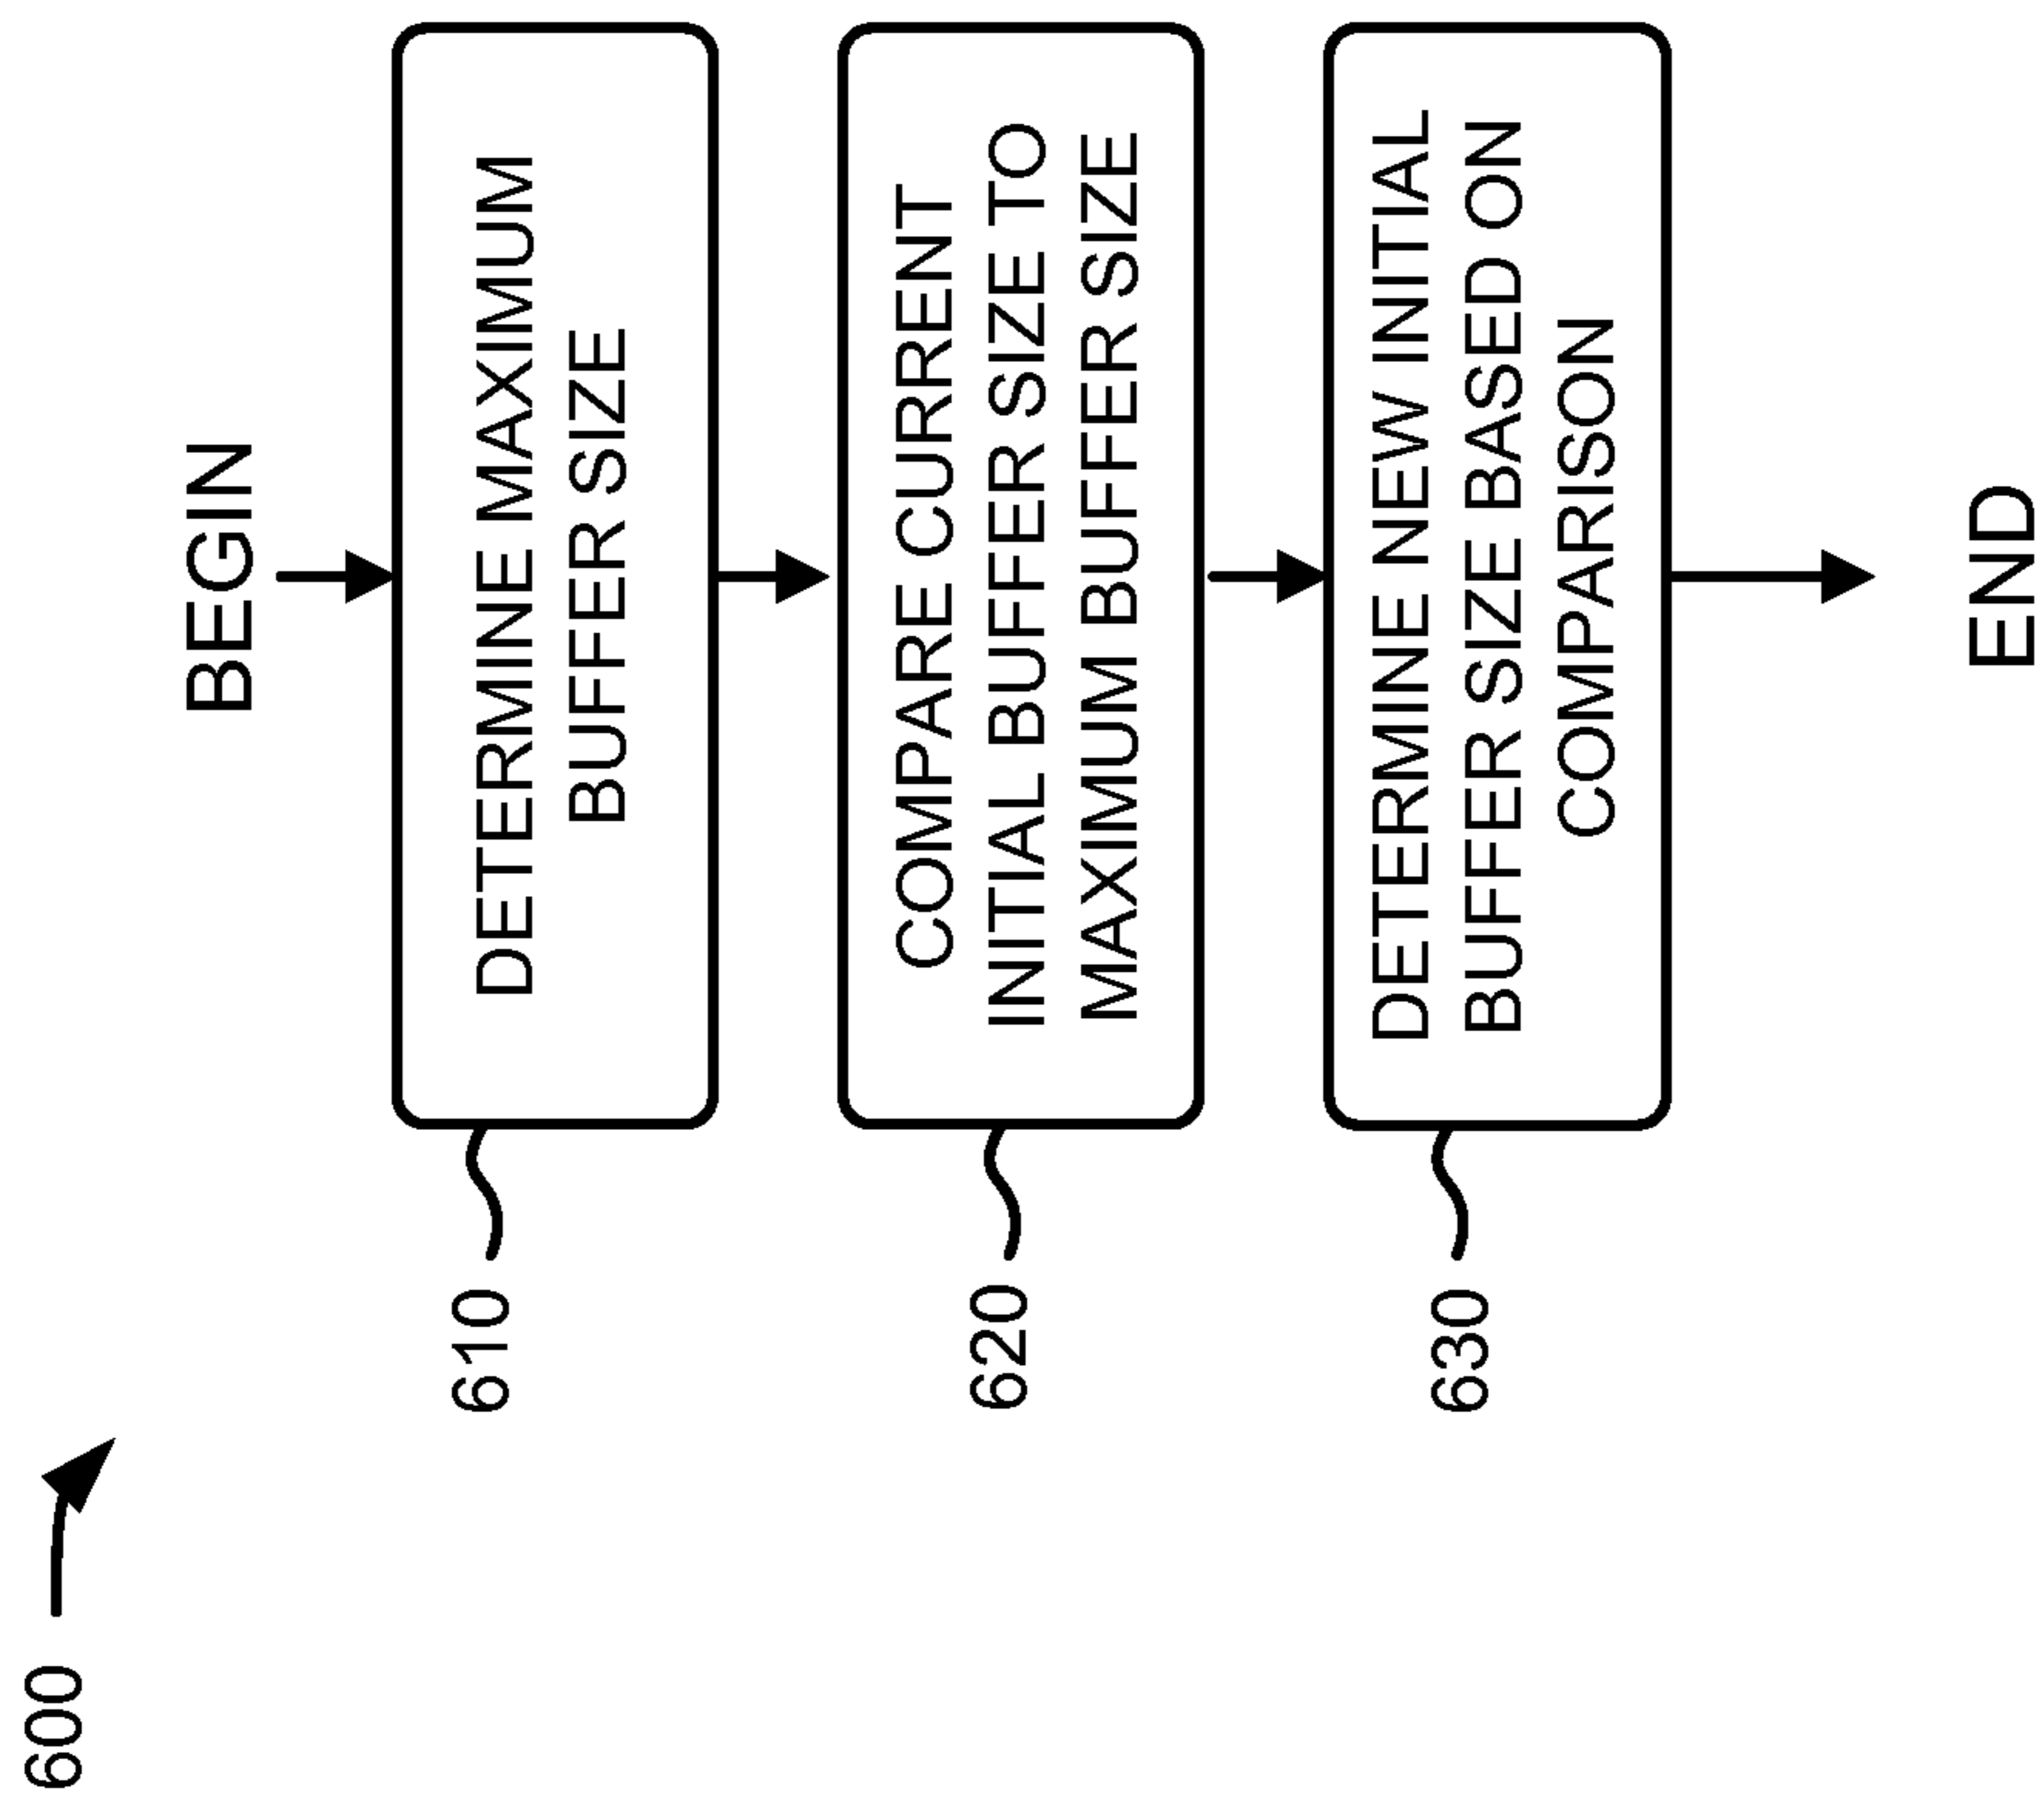 600
BEGIN
610
DETERMINE MAXIMUM
BUFFER SIZE
620
COMPARE CURRENT
INITIAL BUFFER SIZE TO
MAXIMUM BUFFER SIZE
630
DETERMINE NEW INITIAL
BUFFER SIZE BASED ON
COMPARISON
END